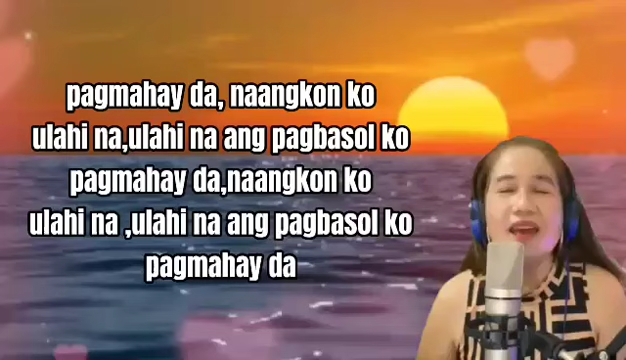 pagmahay da, naangkon ko
ulahi na,ulahi na ang pagbasol ko
pagmahay da,naangkon ko
ulahi na ,ulahi na ang pagbasol ko
pagmahay da